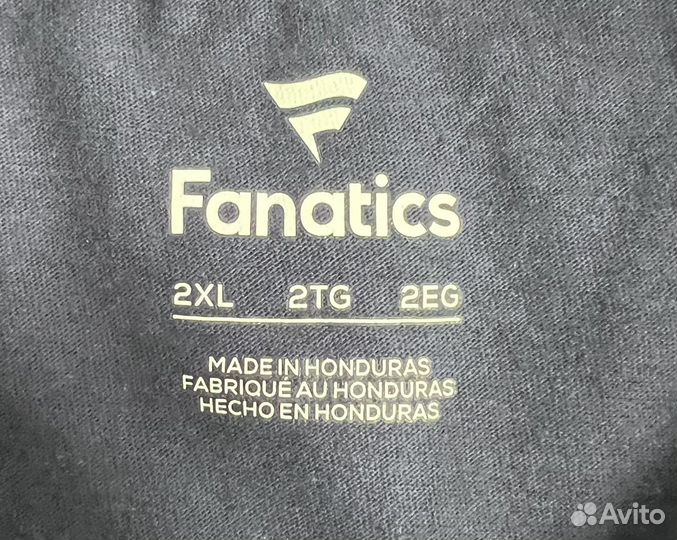 Fanatics
2XL 2TG 2EG
MADE IN HONDURAS
FABRIQUÉ AU HONDURAS
HECHO EN HONDURAS
Avito